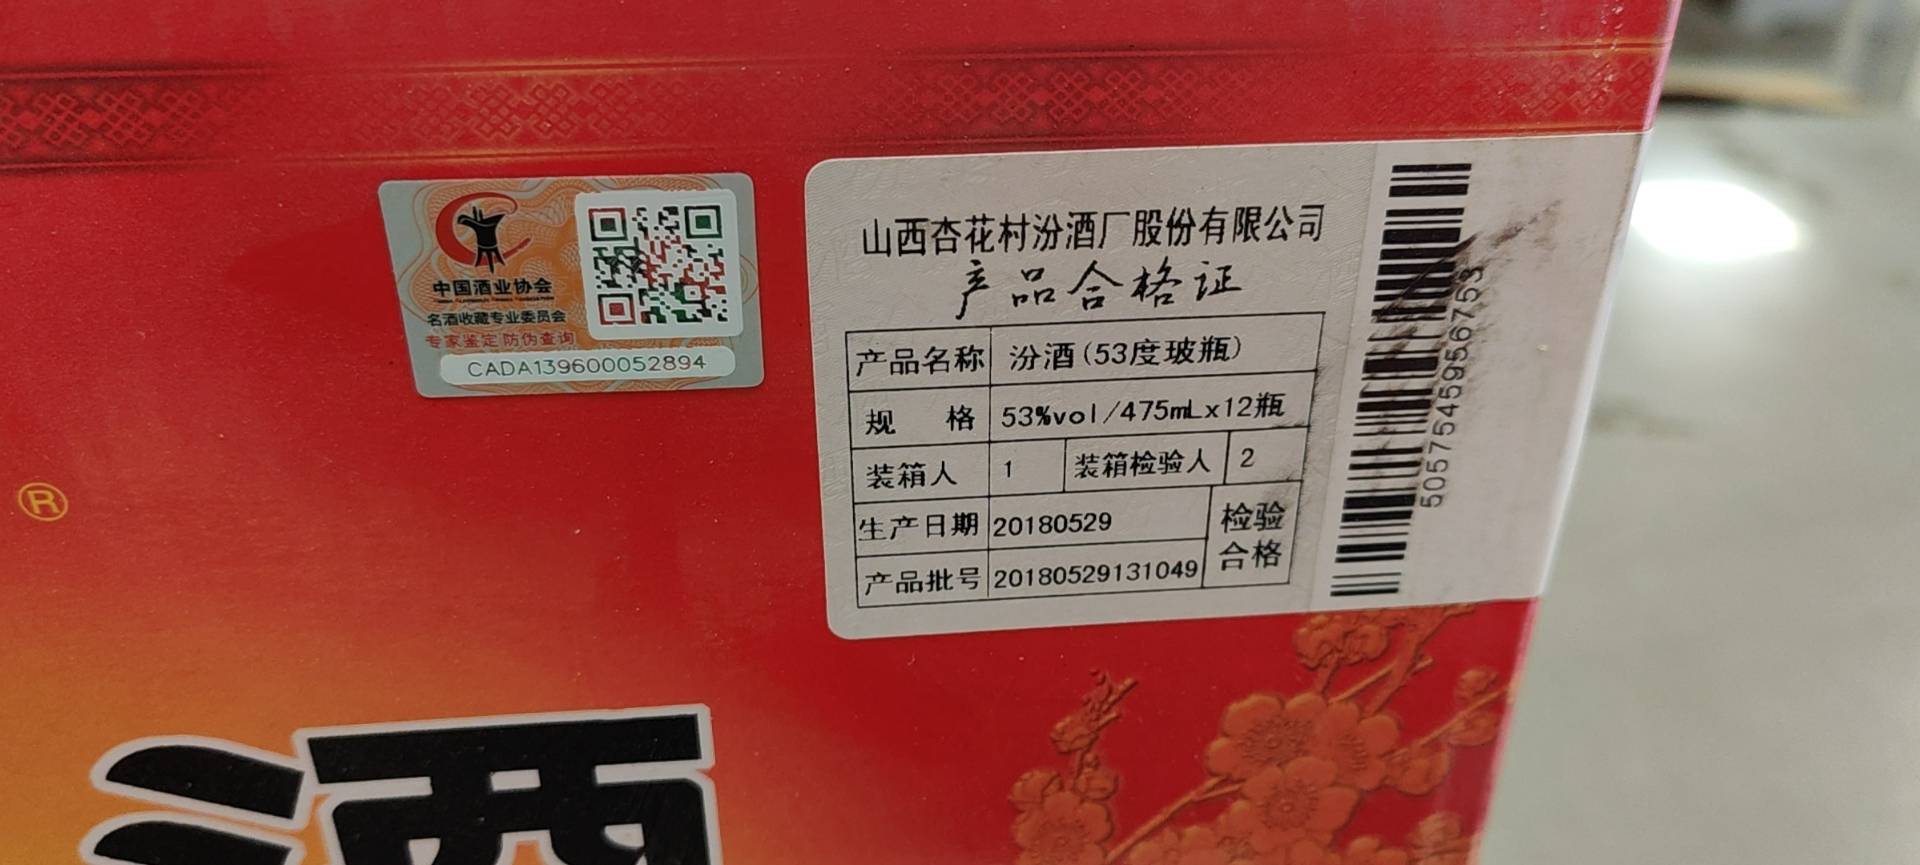 中国酒业协会
名酒收藏专业委员会
专家鉴定 防伪查询
CADA139600052894
山西杏花村汾酒厂股份有限公司
产品合格证
产品名称 汾酒(53度玻瓶)
规 格 53%vol/475mLx12瓶
装箱人 1 装箱检验人 2
生产日期 20180529
检验合格
产品批号 20180529131049
5057545956753
®
酒